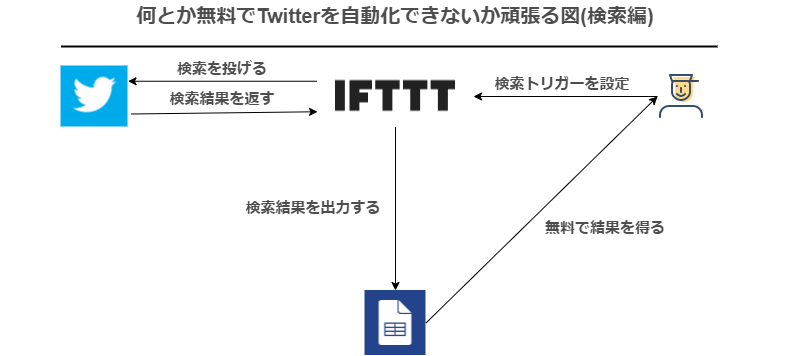 何とか無料でTwitterを自動化できないか頑張る図(検索編)
検索を投げる
検索結果を返す
IFTTT
検索トリガーを設定
検索結果を出力する
無料で結果を得る